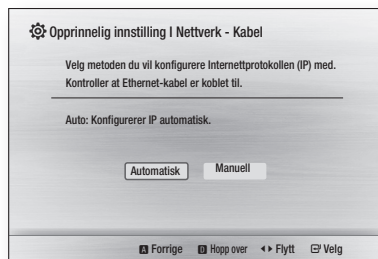 Opprinnelig innstilling I Nettverk - Kabel
Velg metoden du vil konfigurere Internettprotokollen (IP) med.
Kontroller at Ethernet-kabel er koblet til.
Auto: Konfigurerer IP automatisk.
Automatisk Manuell
A Forrige D Hopp over Flytt Velg